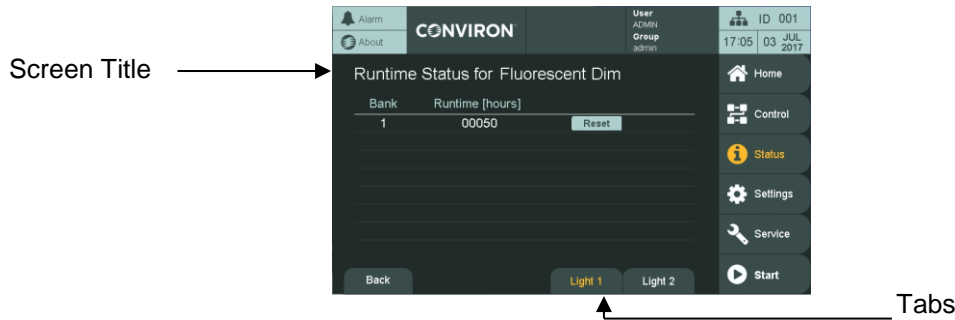 Alarm
About
CONVIRON
User
ADMIN
Group
admin
ID 001
17:05 03 JUL 2017
Screen Title
Runtime Status for Fluorescent Dim
Bank Runtime [hours]
1 00050 Reset
Home
Control
Status
Settings
Service
Start
Back Light 1 Light 2
Tabs